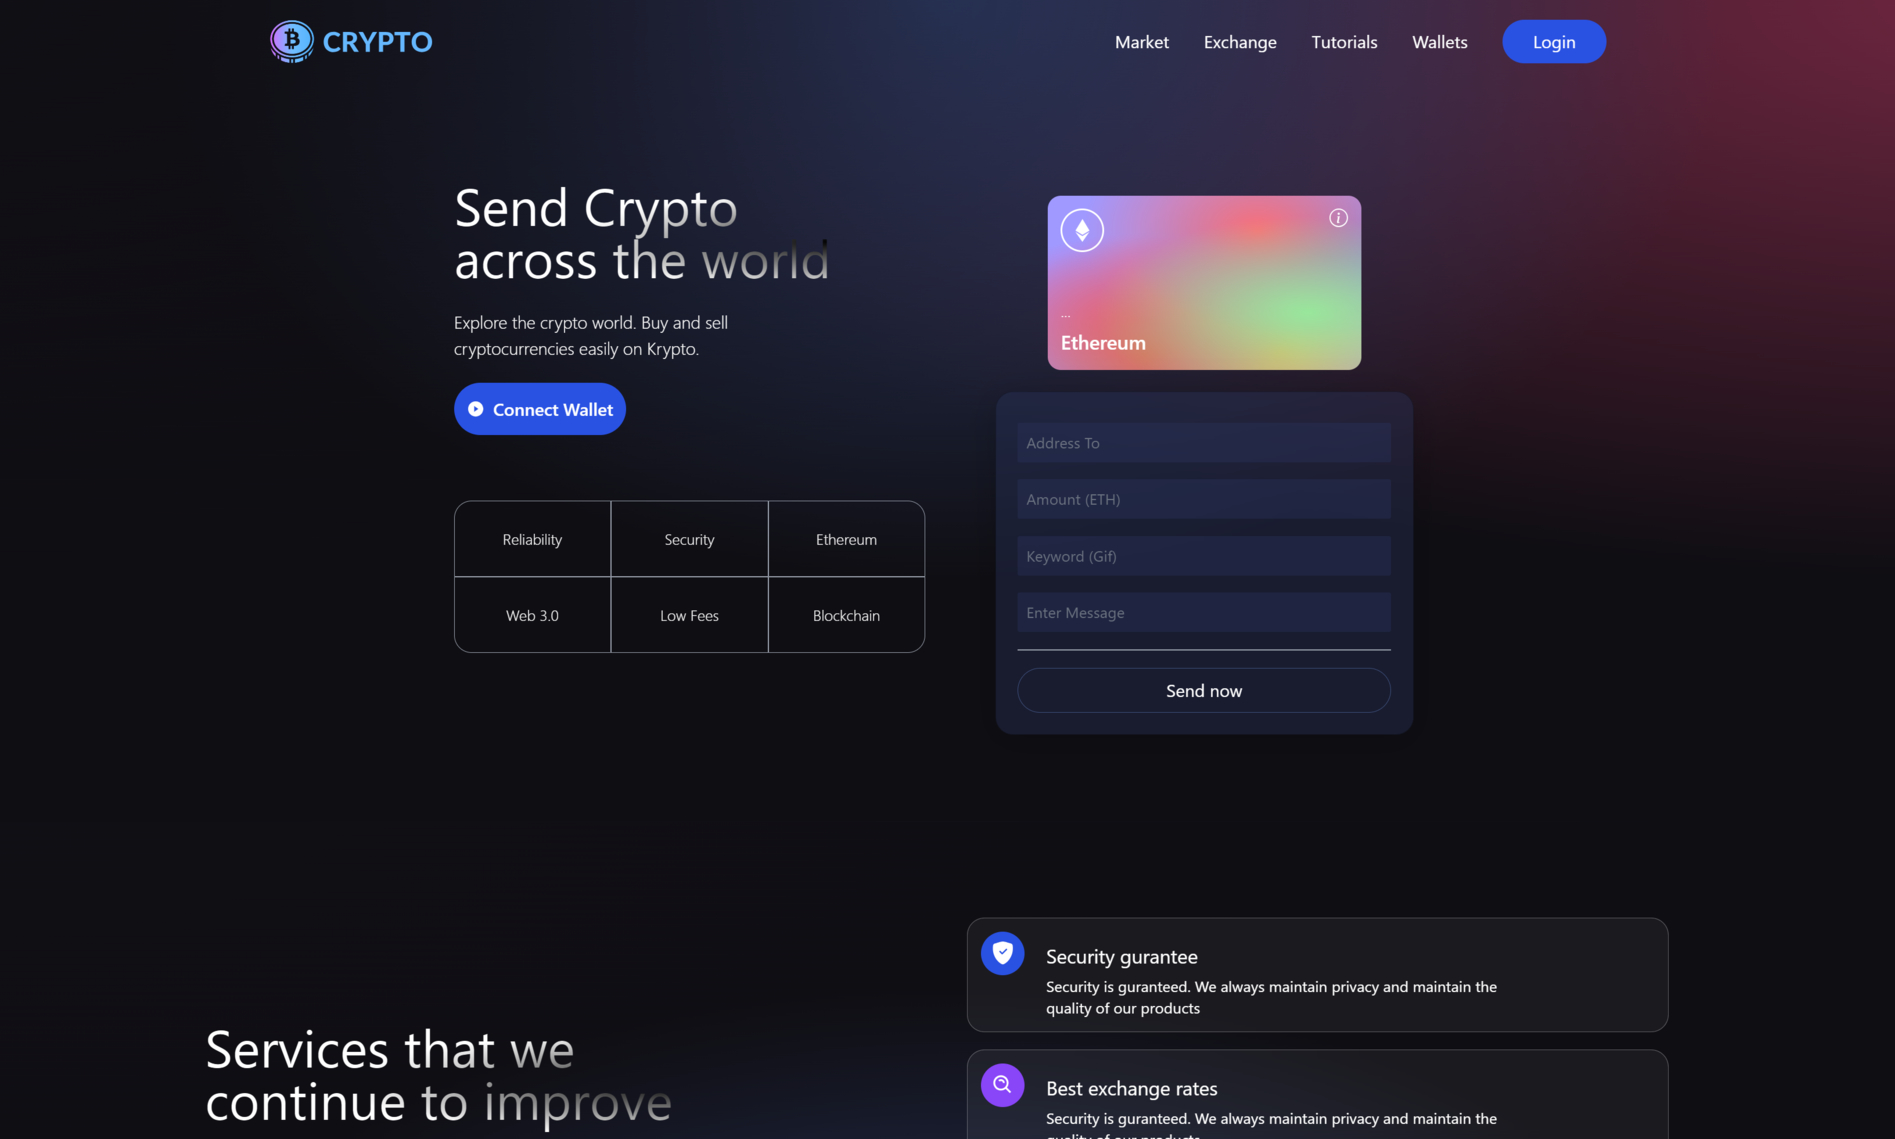 CRYPTO
Market
Exchange
Tutorials
Wallets
Login
Send Crypto
across the world
Explore the crypto world. Buy and sell
cryptocurrencies easily on Krypto.
Connect Wallet
Reliability
Security
Ethereum
Web 3.0
Low Fees
Blockchain
...
Ethereum
Address To
Amount (ETH)
Keyword (Gif)
Enter Message
Send now
Services that we
continue to improve
Security gurantee
Security is guranteed. We always maintain privacy and maintain the
quality of our products
Best exchange rates
Security is guranteed. We always maintain privacy and maintain the
quality of our products